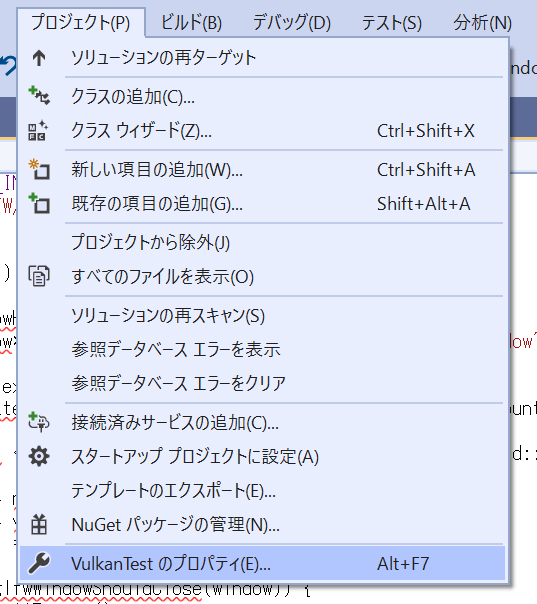 プロジェクト(P) ビルド(B) デバッグ(D) テスト(S) 分析(N)
ソリューションの再ターゲット
クラスの追加(C)...
クラス ウィザード(Z)... Ctrl+Shift+X
新しい項目の追加(W)... Ctrl+Shift+A
既存の項目の追加(G)... Shift+Alt+A
プロジェクトから除外(J)
すべてのファイルを表示(O)
ソリューションの再スキャン(S)
参照データベース エラーを表示
参照データベース エラーをクリア
接続済みサービスの追加(C)...
スタートアップ プロジェクトに設定(A)
テンプレートのエクスポート(E)...
NuGet パッケージの管理(N)...
VulkanTest のプロパティ(E)... Alt+F7
lfwWindowShouldClose(window)) {